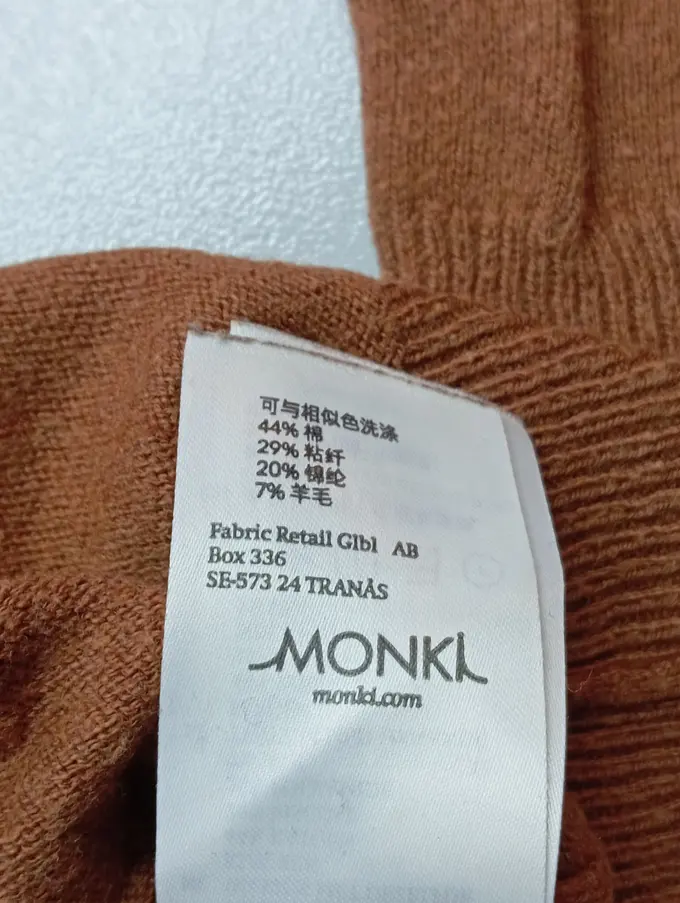 可与相似色洗涤
44% 棉
29% 粘纤
20% 锦纶
7% 羊毛
Fabric Retail Glbl AB
Box 336
SE-573 24 TRANÅS
MONKI
monki.com